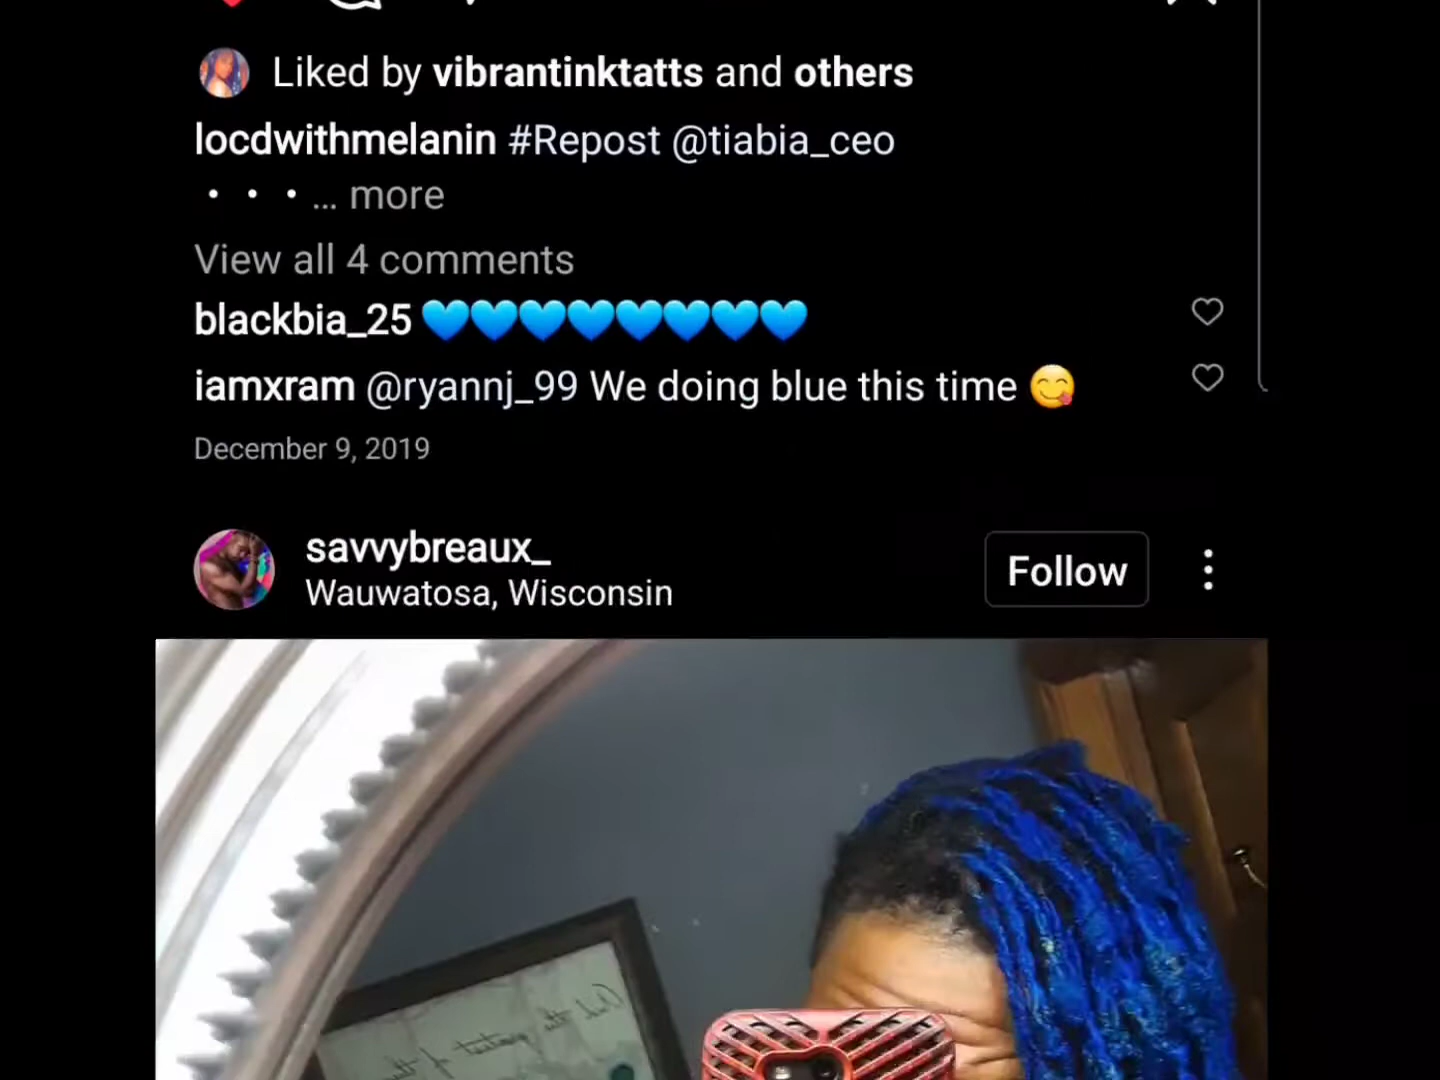 Liked by vibrantinktatts and others
locdwithmelanin #Repost @tiabia_ceo
• • • ... more
View all 4 comments
blackbia_25 💙💙💙💙💙💙💙💙
iamxram @ryannj_99 We doing blue this time 😋
December 9, 2019
savvybreaux_
Follow
Wauwatosa, Wisconsin